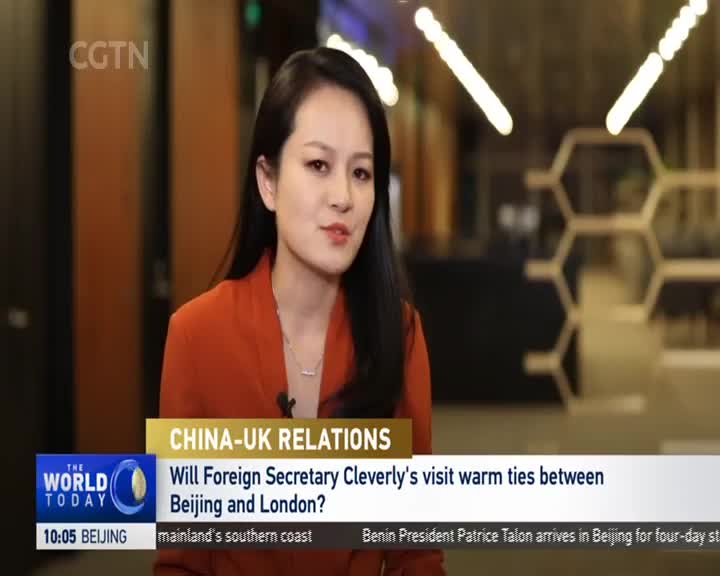 CGTN
CHINA-UK RELATIONS
THE
WORLD
TODAY
Will Foreign Secretary Cleverly's visit warm ties between
Beijing and London?
10:05 BEIJING
mainland's southern coast
Benin President Patrice Talon arrives in Beijing for four-day